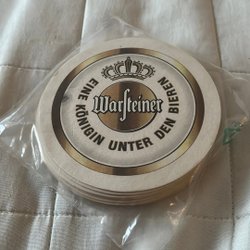 Warsteiner
EINE KÖNIGIN UNTER DEN BIEREN